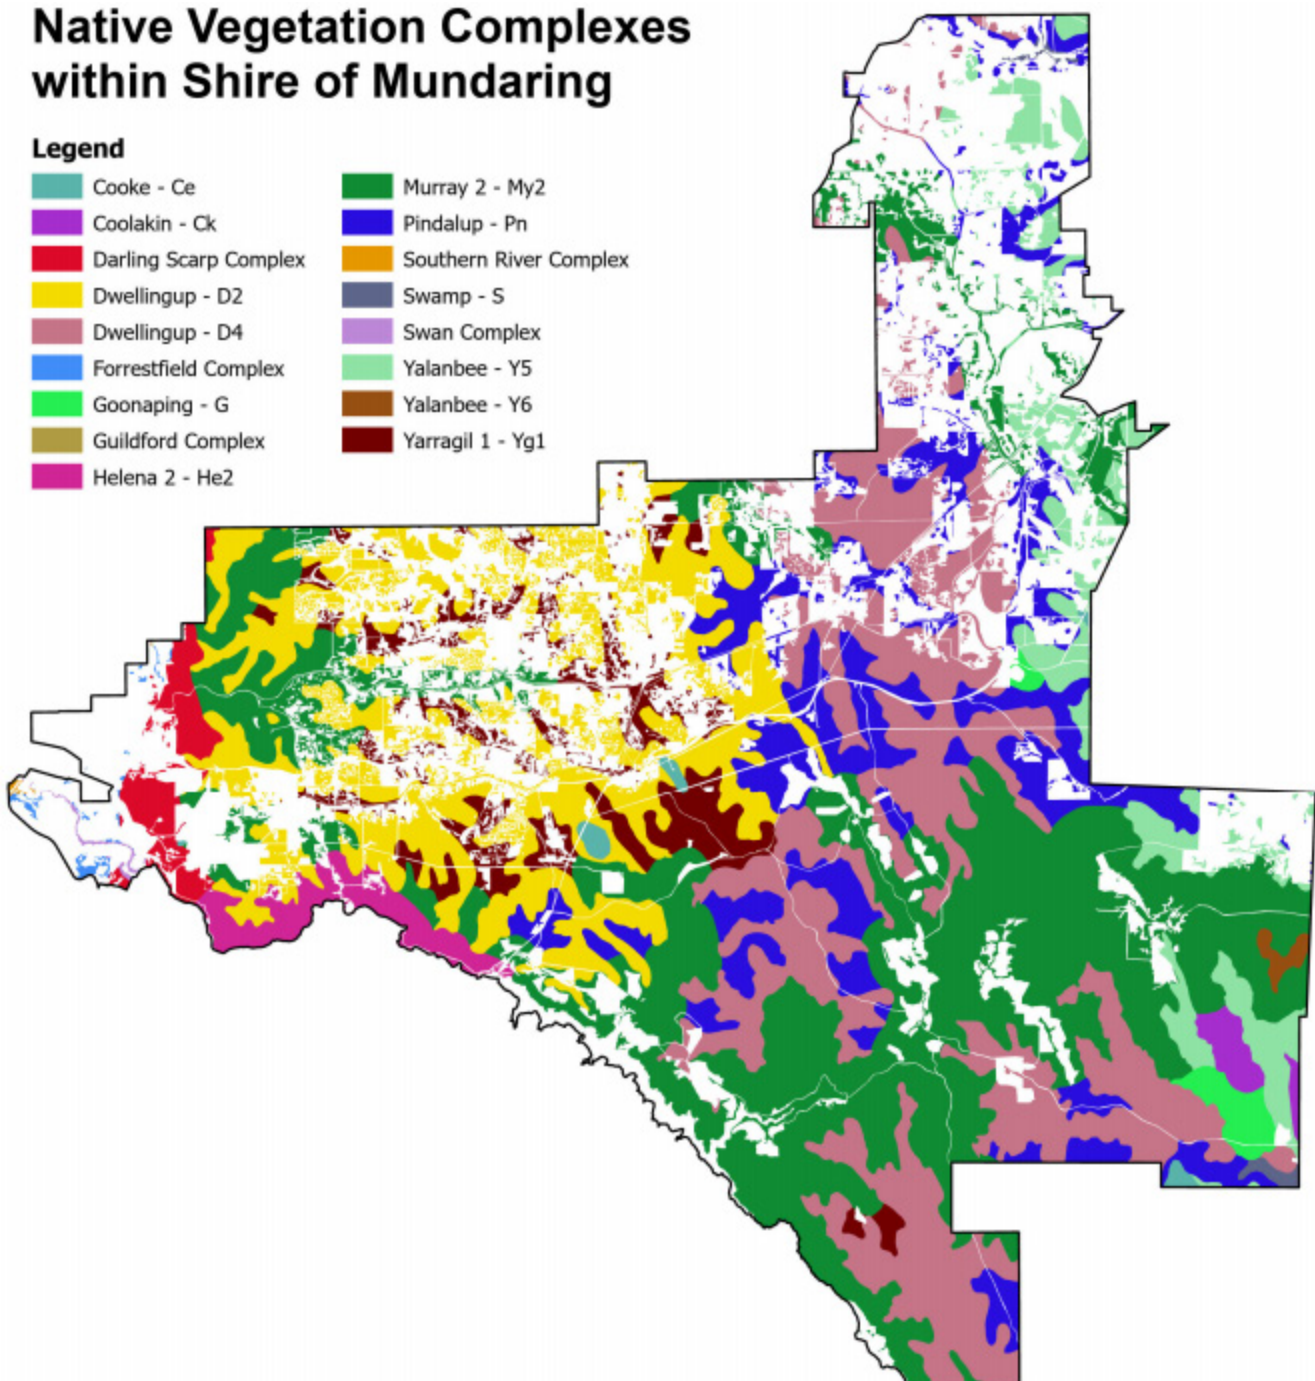 Native Vegetation Complexes
within Shire of Mundaring
Legend
Cooke - Ce
Coolakin - Ck
Darling Scarp Complex
Dwellingup - D2
Dwellingup - D4
Forrestfield Complex
Goonaping - G
Guildford Complex
Helena 2 - He2
Murray 2 - My2
Pindalup - Pn
Southern River Complex
Swamp - S
Swan Complex
Yalanbee - Y5
Yalanbee - Y6
Yarragil 1 - Yg1